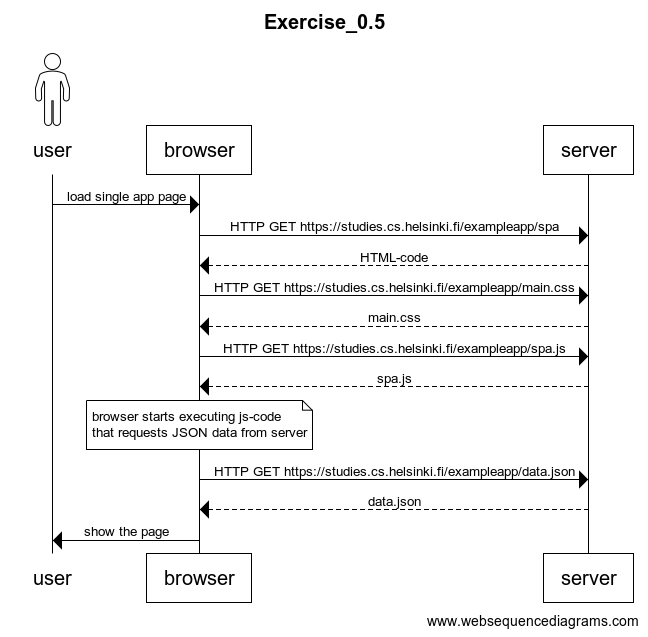 Exercise_0.5
user
browser
server
load single app page
HTTP GET https://studies.cs.helsinki.fi/exampleapp/spa
HTML-code
HTTP GET https://studies.cs.helsinki.fi/exampleapp/main.css
main.css
HTTP GET https://studies.cs.helsinki.fi/exampleapp/spa.js
spa.js
browser starts executing js-code
that requests JSON data from server
HTTP GET https://studies.cs.helsinki.fi/exampleapp/data.json
data.json
show the page
user
browser
server
www.websequencediagrams.com